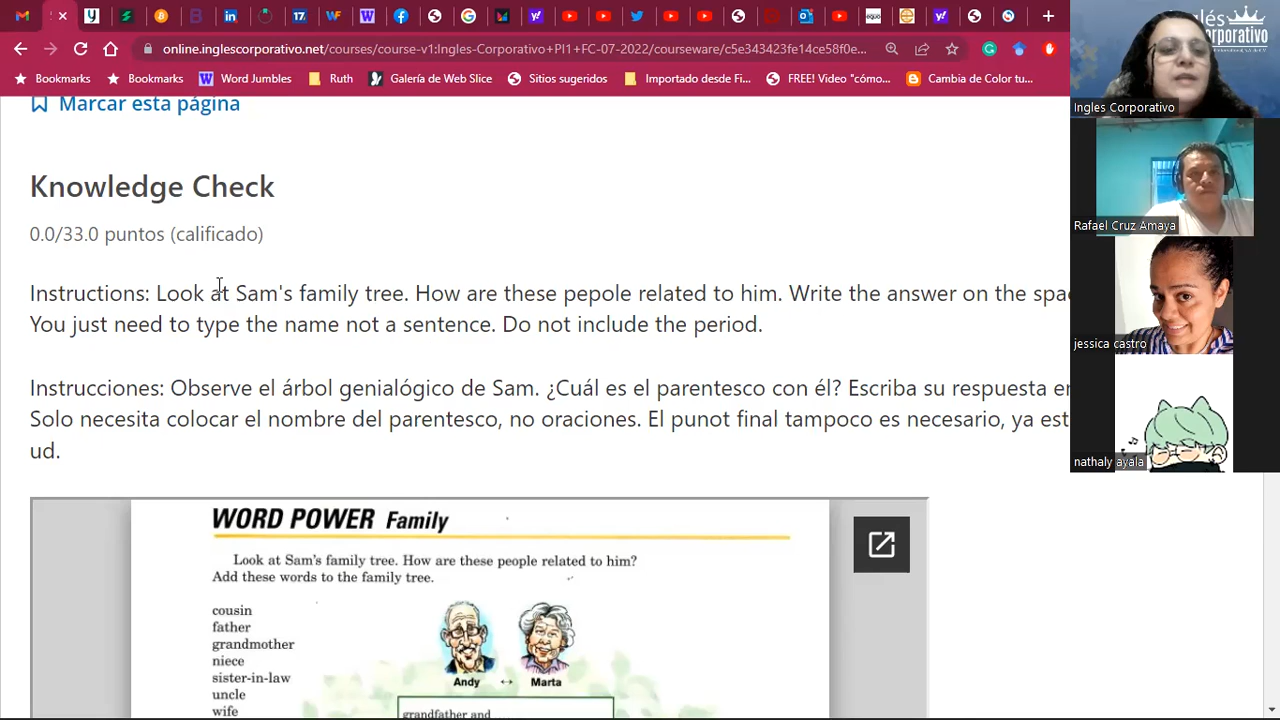 17
online.inglescorporativo.net/courses/course-v1:Ingles-Corporativo+PI1+FC-07-2022/courseware/c5e343423fe14ce58f0e...
Bookmarks
Bookmarks
Word Jumbles
Ruth
Galería de Web Slice
Sitios sugeridos
Importado desde Fi...
FREE! Video "cómo...
Cambia de Color tu...
Inglés
Corporativo
Ingles Corporativo
Rafael Cruz Amaya
jessica castro
nathaly ayala
Marcar esta página
Knowledge Check
0.0/33.0 puntos (calificado)
Instructions: Look at Sam's family tree. How are these pepole related to him. Write the answer on the
You just need to type the name not a sentence. Do not include the period.
Instrucciones: Observe el árbol genialógico de Sam. ¿Cuál es el parentesco con él? Escriba su respuesta
Solo necesita colocar el nombre del parentesco, no oraciones. El punot final tampoco es necesario, ya
ud.
WORD POWER Family
Look at Sam's family tree. How are these people related to him?
Add these words to the family tree.
cousin
father
grandmother
niece
sister-in-law
uncle
wife
Andy ↔ Marta
grandfather and